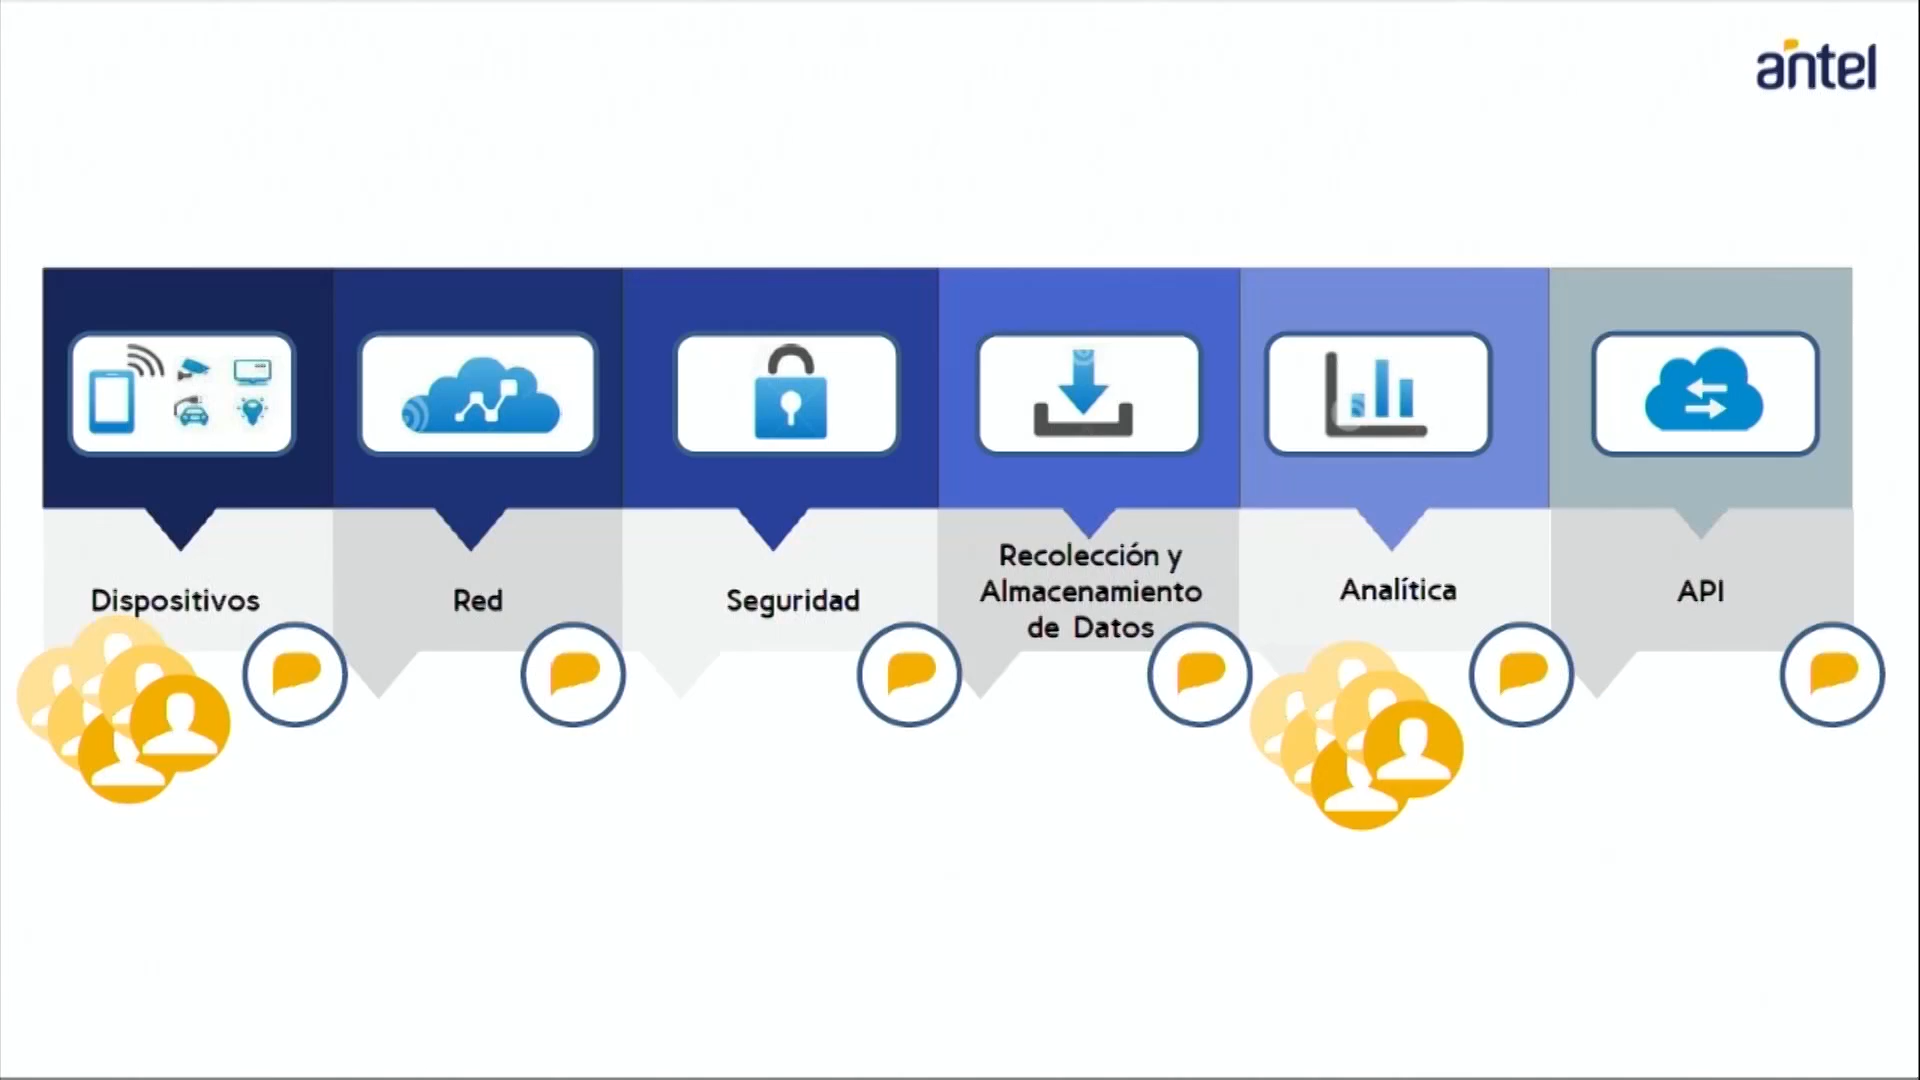 antel
Dispositivos
Red
Seguridad
Recolección y
Almacenamiento
de Datos
Analítica
API